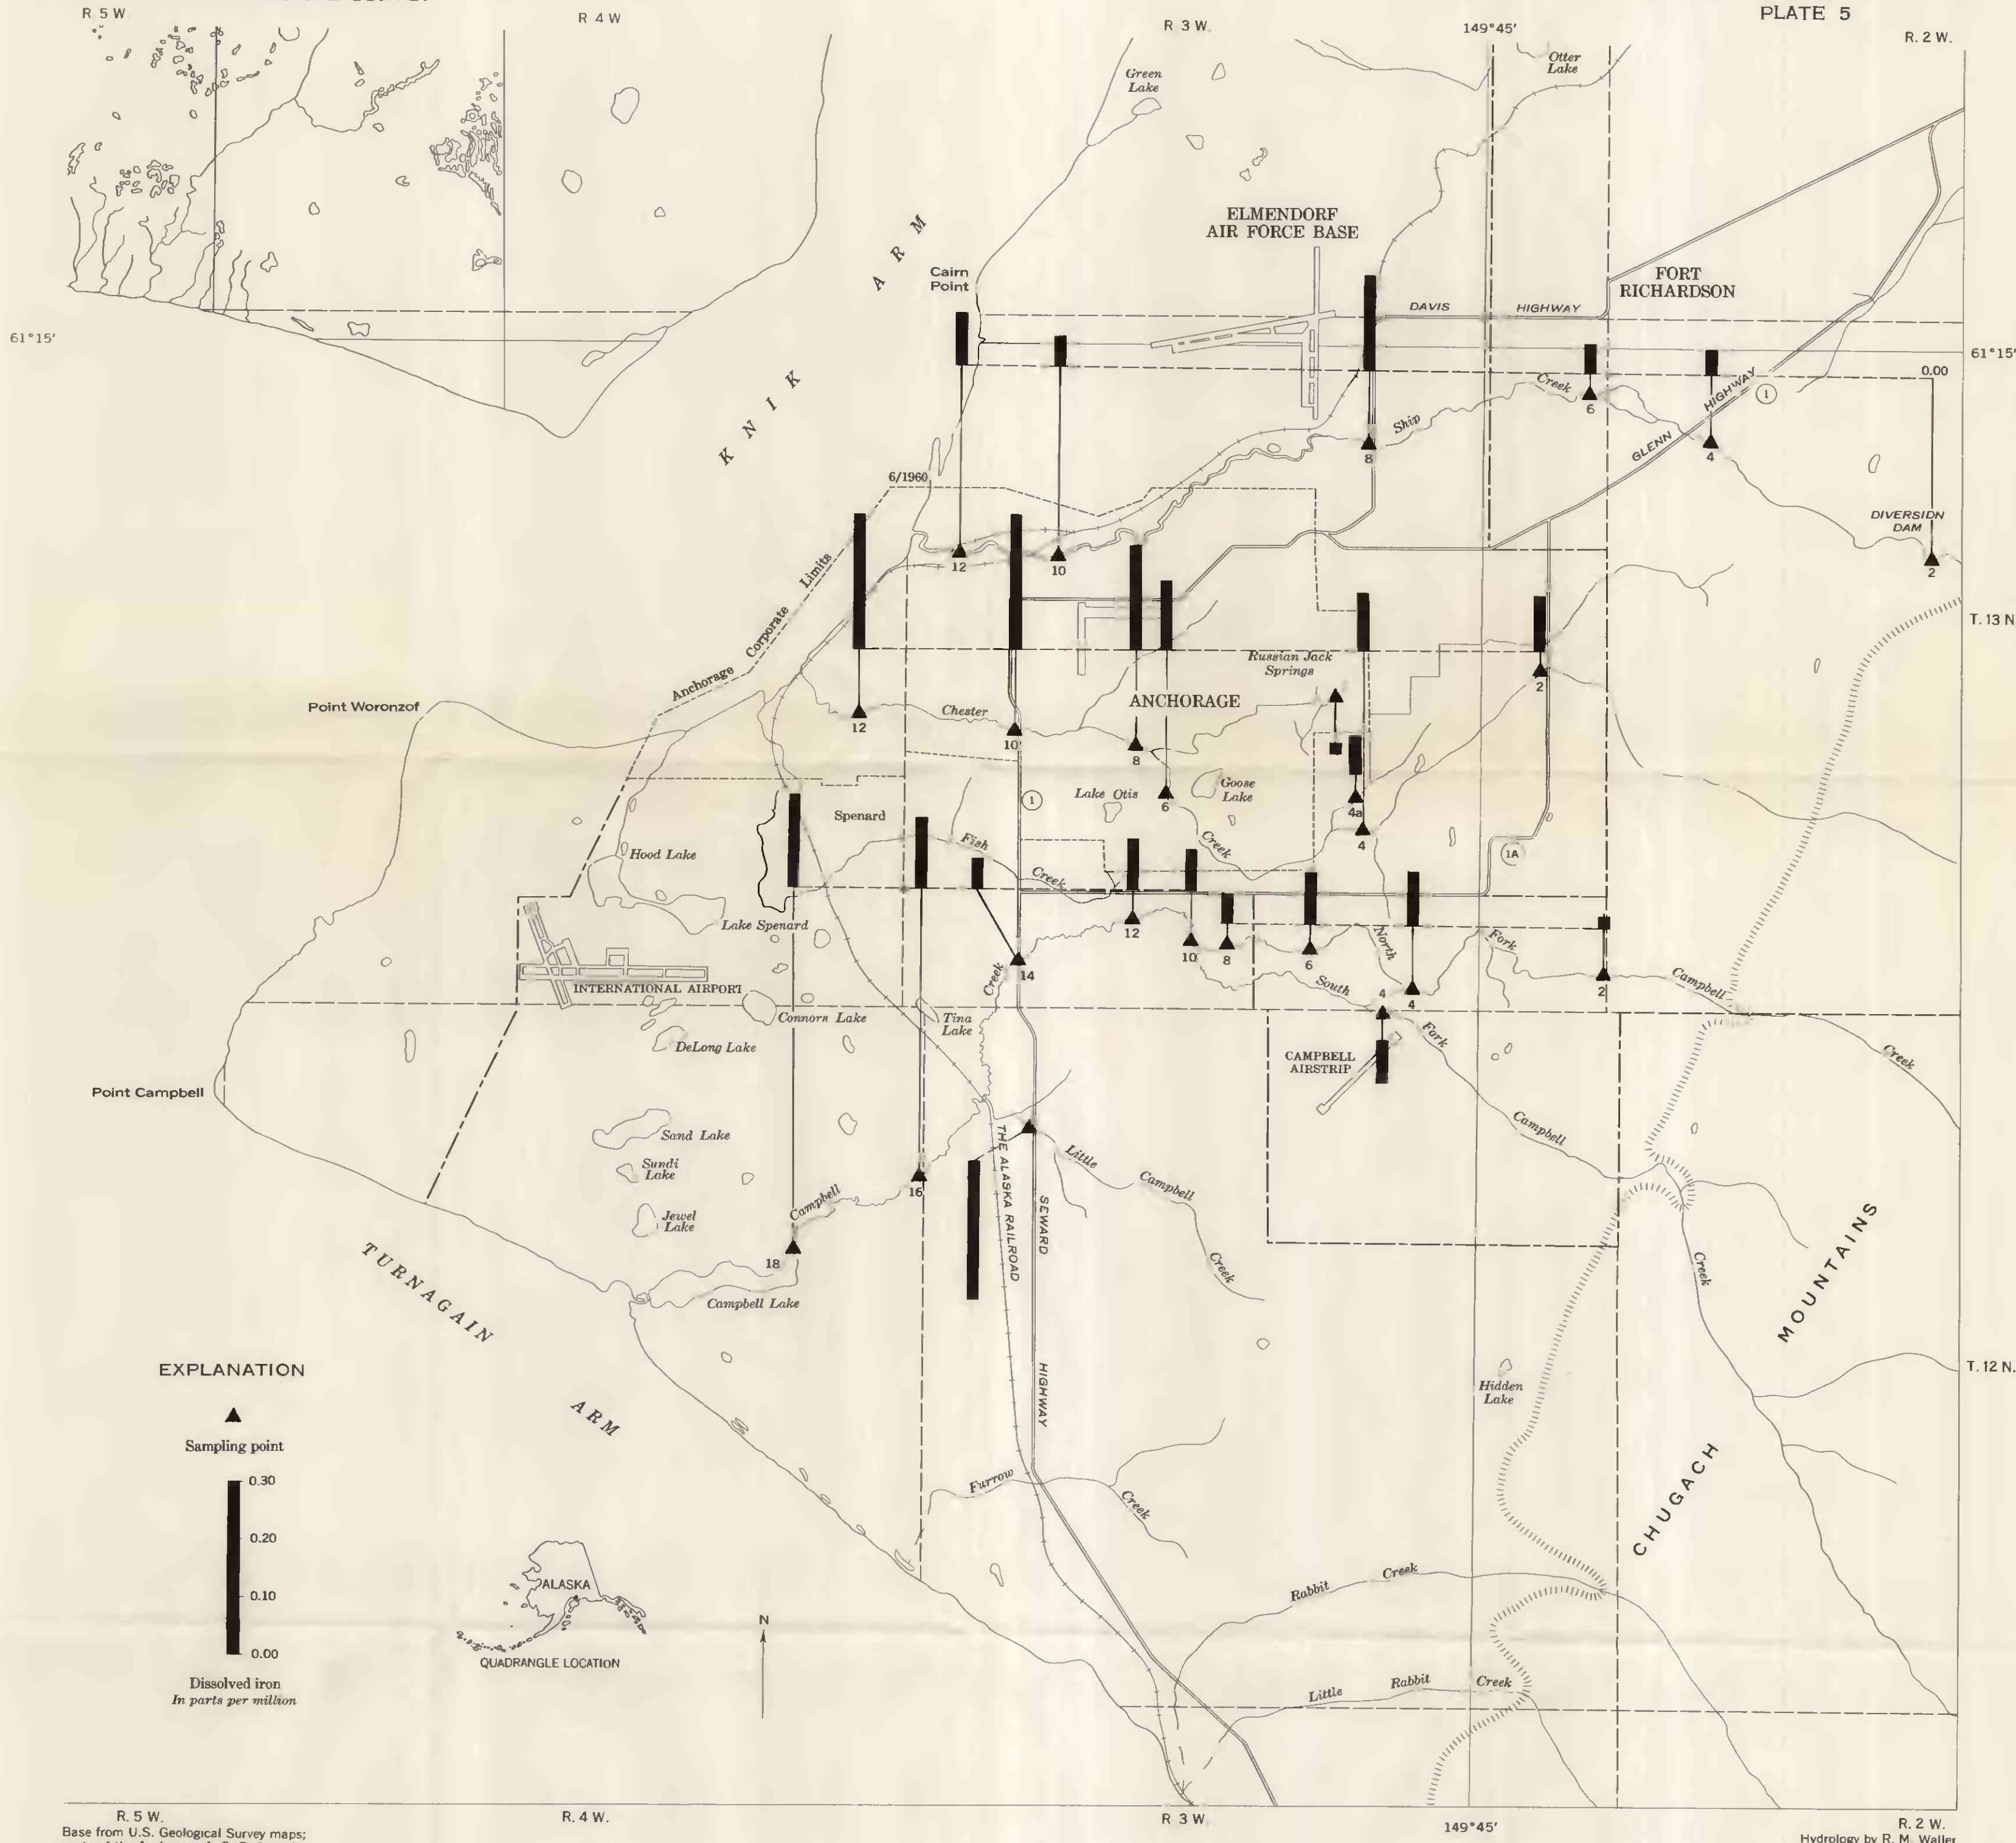 PLATE 5
R 5 W
R 4 W
R 3 W.
149°45′
R. 2 W.
Otter
Lake
Green
Lake
ELMENDORF
AIR FORCE BASE
KNIK ARM
Cairn
Point
FORT
RICHARDSON
DAVIS HIGHWAY
61°15′
61°15′
0.00
Ship Creek
6
GLENN HIGHWAY
1
8
4
6/1960
DIVERSION
DAM
12
10
2
Anchorage Corporate Limits
T. 13 N
Russian Jack
Springs
2
Point Woronzof
ANCHORAGE
Chester
12
10
8
1
Lake Otis
6
Goose
Lake
4a
Spenard
Fish
Creek
4
1A
Hood Lake
Creek
Lake Spenard
12
10
8
6
North
Fork
14
Creek
INTERNATIONAL AIRPORT
South
4
4
2
Campbell
Connors Lake
Tina
Lake
Fork
DeLong Lake
CAMPBELL
AIRSTRIP
Creek
Point Campbell
Sand Lake
Campbell
Sundi
Lake
THE ALASKA RAILROAD
Little
Campbell
16
Campbell
Jewel
Lake
SEWARD
18
Creek
Creek
MOUNTAINS
TURNAGAIN
Campbell Lake
EXPLANATION
HIGHWAY
T. 12 N.
Hidden
Lake
ARM
Sampling point
CHUGACH
0.30
Furrow
Creek
0.20
ALASKA
0.10
Rabbit Creek
N
0.00
QUADRANGLE LOCATION
Dissolved iron
In parts per million
Little Rabbit Creek
R. 5 W.
R. 4 W.
R 3 W.
149°45′
R. 2 W.
Base from U.S. Geological Survey maps;
Hydrology by R. M. Waller